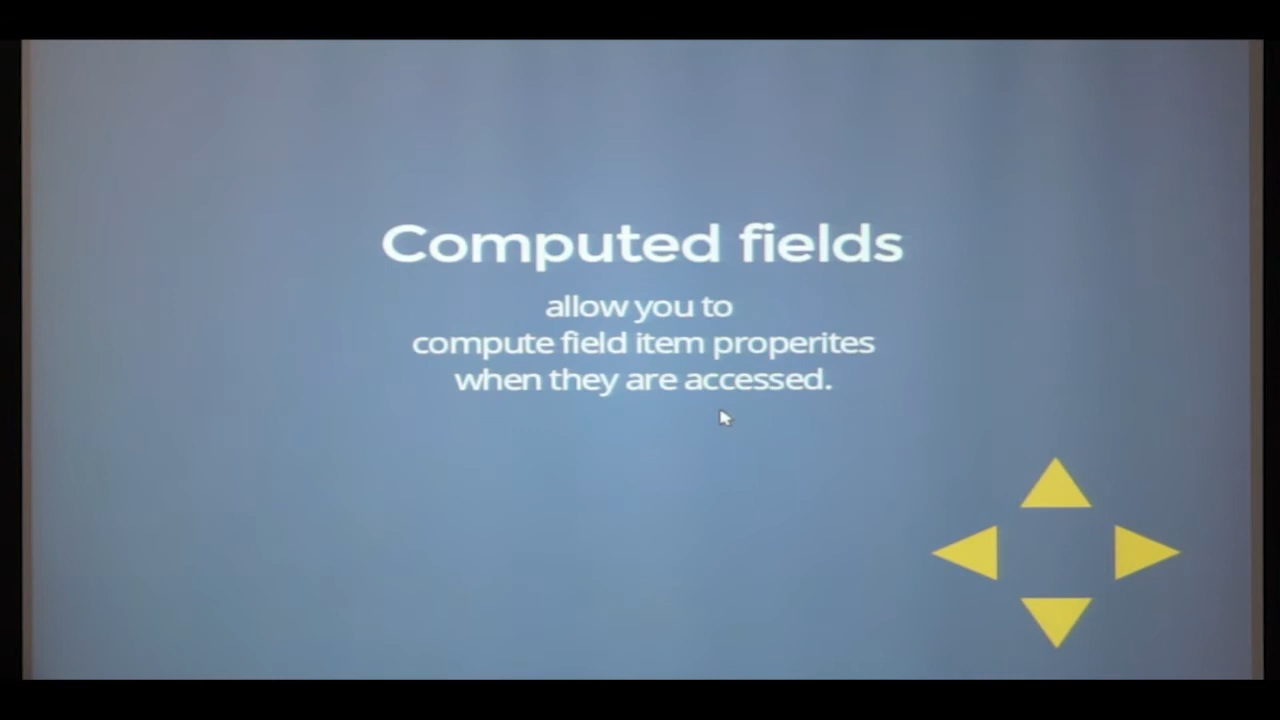 Computed fields
allow you to
compute field item properites
when they are accessed.